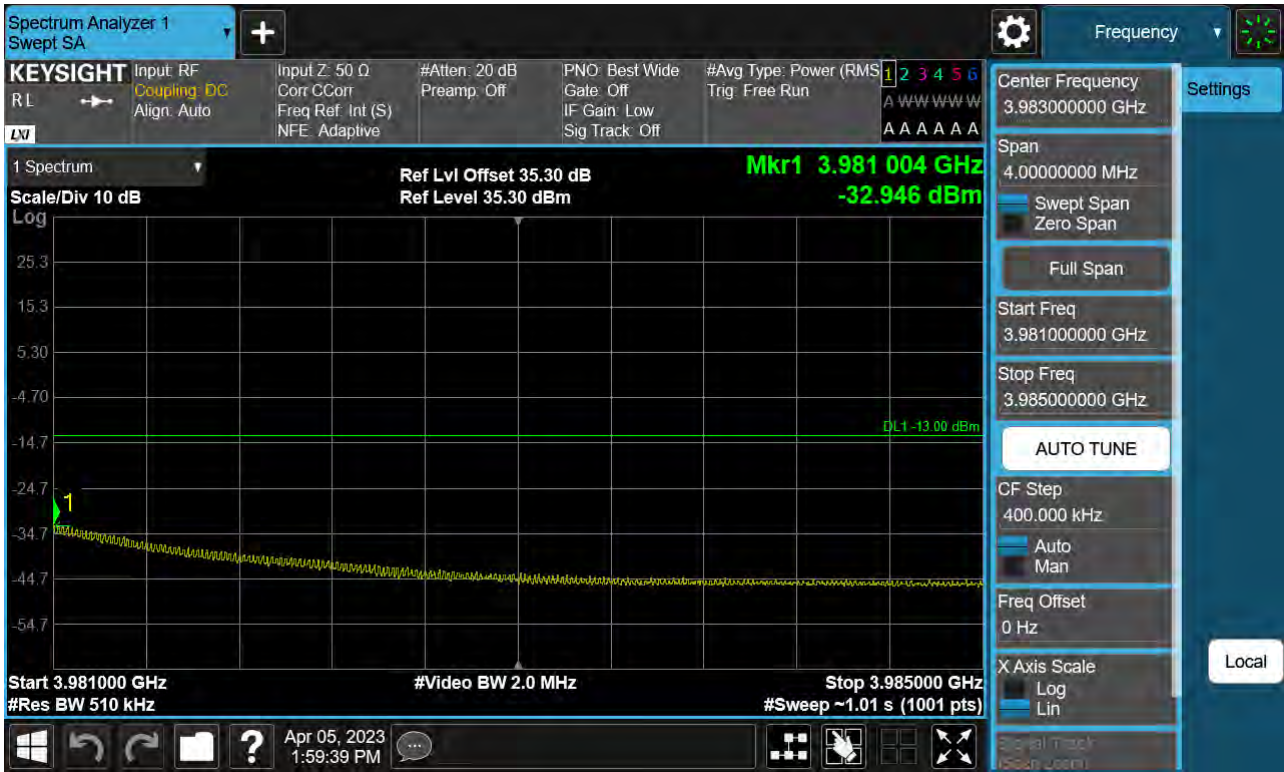 Spectrum Analyzer 1
Swept SA
+
Frequency
KEYSIGHT
RL
LXI
Input: RF
Coupling: DC
Align: Auto
Input Z: 50 Ω
Corr CCorr
Freq Ref: Int (S)
NFE: Adaptive
#Atten: 20 dB
Preamp: Off
PNO: Best Wide
Gate: Off
IF Gain: Low
Sig Track: Off
#Avg Type: Power (RMS
Trig: Free Run
1 2 3 4 5 6
A W W W W W
A A A A A A
1 Spectrum
Scale/Div 10 dB
Log
Ref Lvl Offset 35.30 dB
Ref Level 35.30 dBm
Mkr1 3.981 004 GHz
-32.946 dBm
25.3
15.3
5.30
-4.70
DL1 -13.00 dBm
-14.7
-24.7
1
-34.7
-44.7
-54.7
Start 3.981000 GHz
#Res BW 510 kHz
#Video BW 2.0 MHz
Stop 3.985000 GHz
#Sweep ~1.01 s (1001 pts)
Center Frequency
3.983000000 GHz
Span
4.00000000 MHz
Swept Span
Zero Span
Full Span
Start Freq
3.981000000 GHz
Stop Freq
3.985000000 GHz
AUTO TUNE
CF Step
400.000 kHz
Auto
Man
Freq Offset
0 Hz
X Axis Scale
Log
Lin
Signal Track
(Span Zoom)
Settings
Local
?
Apr 05, 2023
1:59:39 PM